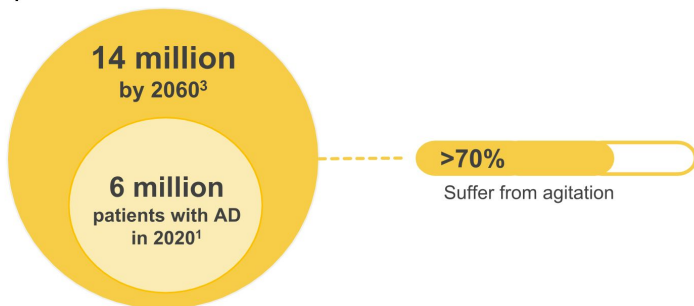 14 million
by 2060³
6 million
patients with AD
in 2020¹
>70%
Suffer from agitation